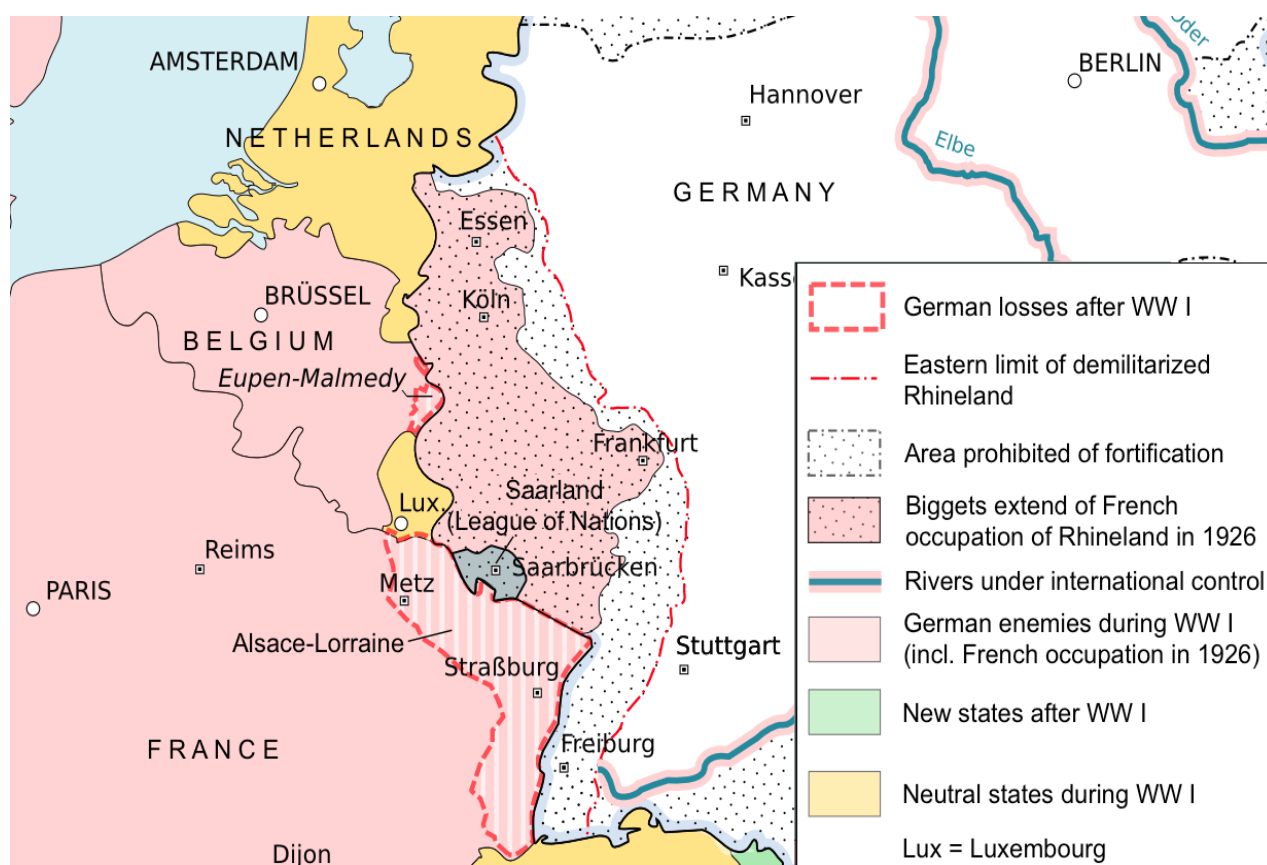 Oder
AMSTERDAM
BERLIN
Hannover
NETHERLANDS
Elbe
GERMANY
Essen
Kass
BRÜSSEL
Köln
BELGIUM
Eupen-Malmedy
Frankfurt
Saarland
Lux.
(League of Nations)
Reims
Saarbrücken
Metz
PARIS
Alsace-Lorraine
Stuttgart
Straßburg
FRANCE
Freiburg
Dijon
German losses after WW I
Eastern limit of demilitarized
Rhineland
Area prohibited of fortification
Biggets extend of French
occupation of Rhineland in 1926
Rivers under international control
German enemies during WW I
(incl. French occupation in 1926)
New states after WW I
Neutral states during WW I
Lux = Luxembourg